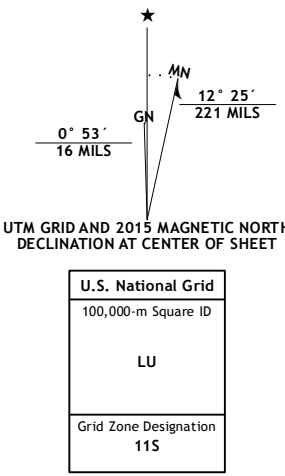 ★
MN
GN
12° 25´
221 MILS
0° 53´
16 MILS
UTM GRID AND 2015 MAGNETIC NORTH
DECLINATION AT CENTER OF SHEET
U.S. National Grid
100,000-m Square ID
LU
Grid Zone Designation
11S